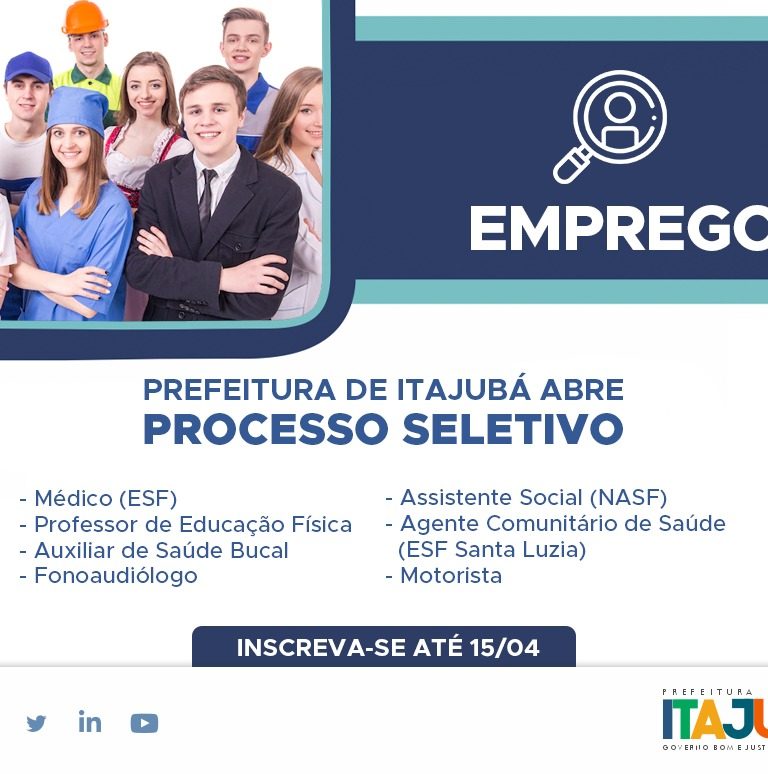 EMPREGO
PREFEITURA DE ITAJUBÁ ABRE
PROCESSO SELETIVO
- Médico (ESF)
- Professor de Educação Física
- Auxiliar de Saúde Bucal
- Fonoaudiólogo
- Assistente Social (NASF)
- Agente Comunitário de Saúde
(ESF Santa Luzia)
- Motorista
INSCREVA-SE ATÉ 15/04
in
PREFEITURA
ITAJU
GOVERNO BOM E JUST